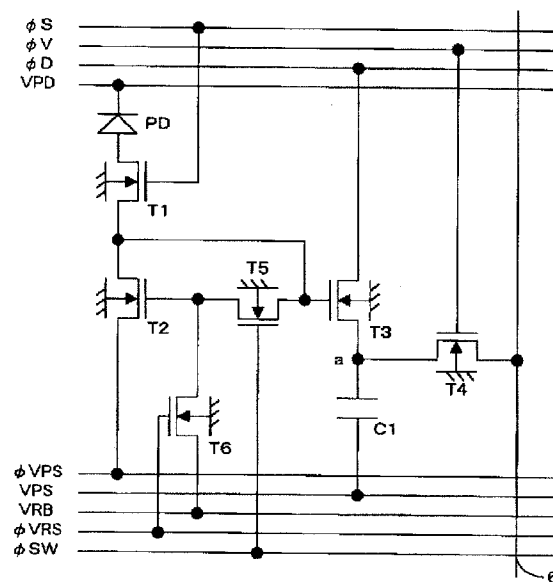 φS
φV
φD
VPD
PD
T1
T5
T2
T3
a
T4
C1
T6
φVPS
VPS
VRB
φVRS
φSW